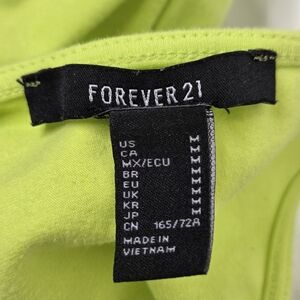 FOREVER 21
US M
CA M
MX/ECU M
BR M
EU M
UK M
KR M
JP M
CN 165/72A
MADE IN
VIETNAM